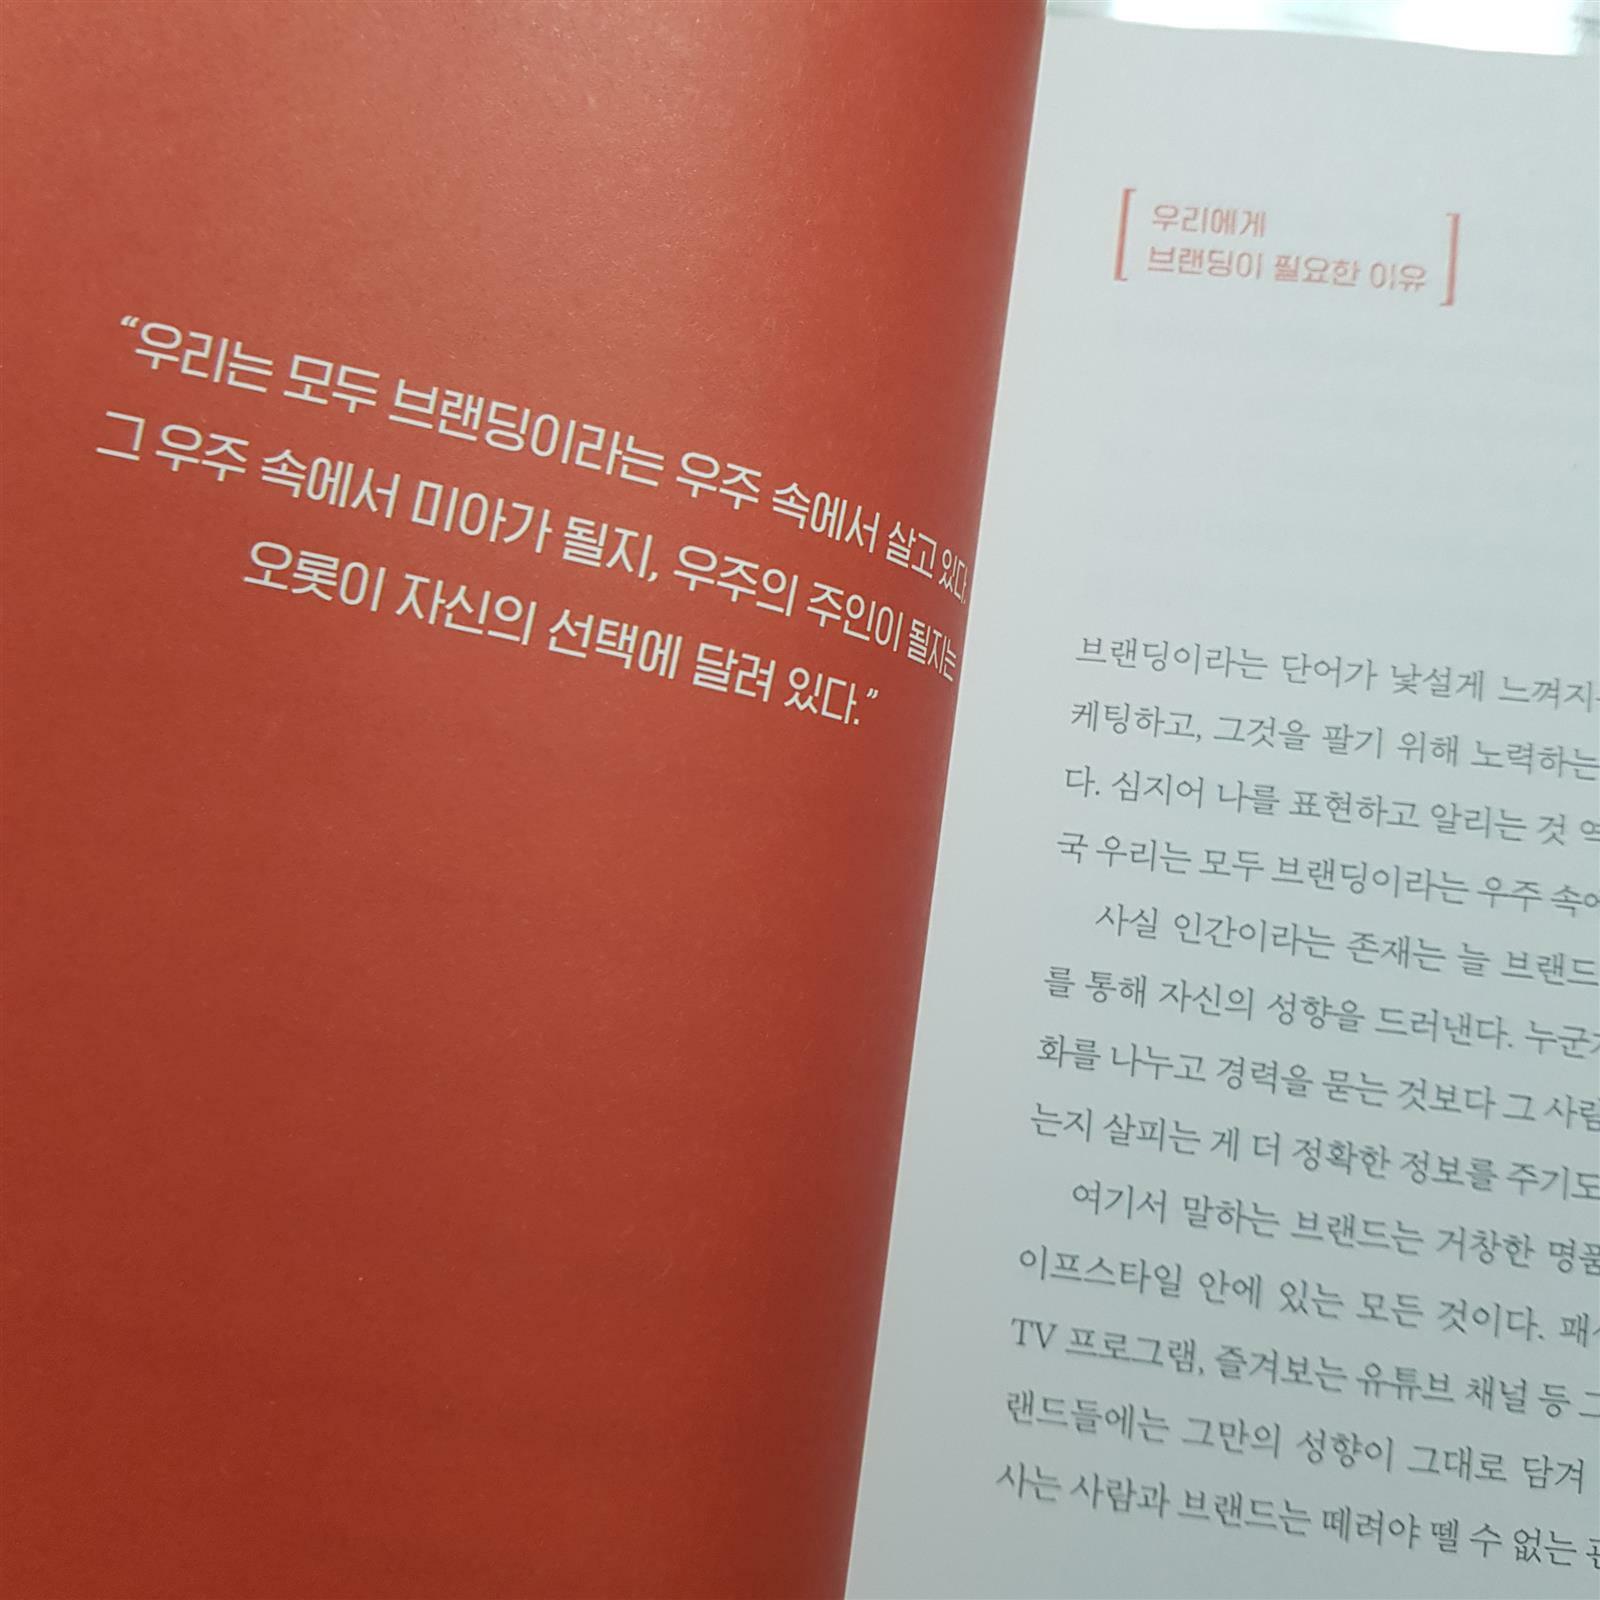 “우리는 모두 브랜딩이라는 우주 속에서 살고 있다.
그 우주 속에서 미아가 될지, 우주의 주인이 될지는
오롯이 자신의 선택에 달려 있다.”
우리에게
브랜딩이 필요한 이유
브랜딩이라는 단어가 낯설게 느껴지
케팅하고, 그것을 팔기 위해 노력하는
다. 심지어 나를 표현하고 알리는 것
국 우리는 모두 브랜딩이라는 우주 속에
사실 인간이라는 존재는 늘 브랜드
를 통해 자신의 성향을 드러낸다. 누군가
화를 나누고 경력을 묻는 것보다 그 사람
는지 살피는 게 더 정확한 정보를 주기도
여기서 말하는 브랜드는 거창한 명품
이프스타일 안에 있는 모든 것이다.
TV 프로그램, 즐겨보는 유튜브 채널 등
랜드들에는 그만의 성향이 그대로 담겨
사는 사람과 브랜드는 떼려야 뗄 수 없는